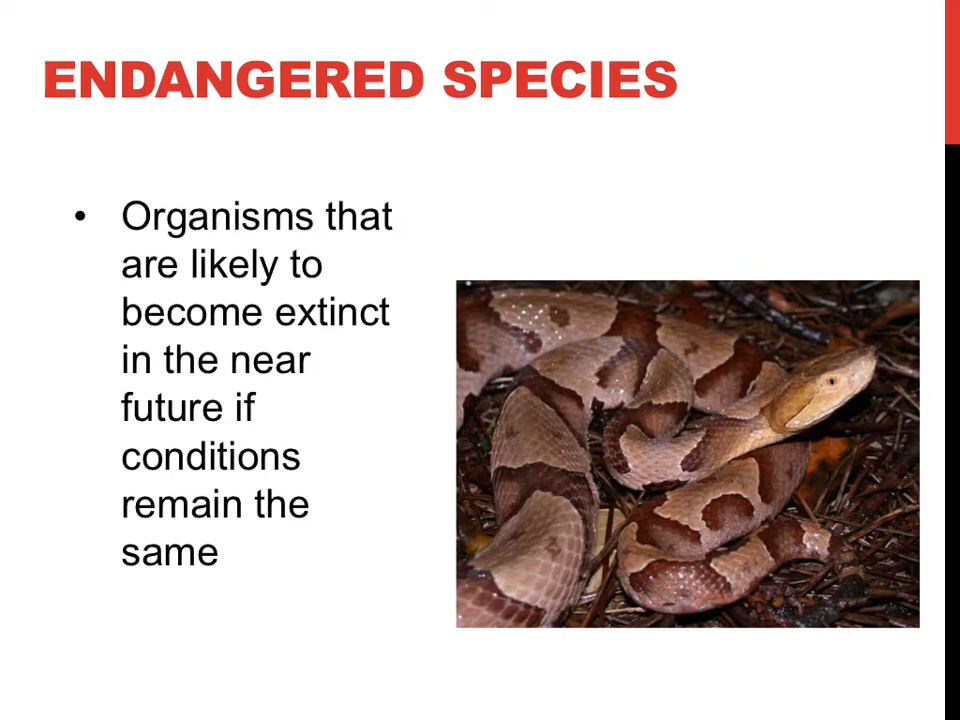 ENDANGERED SPECIES
• Organisms that
are likely to
become extinct
in the near
future if
conditions
remain the
same